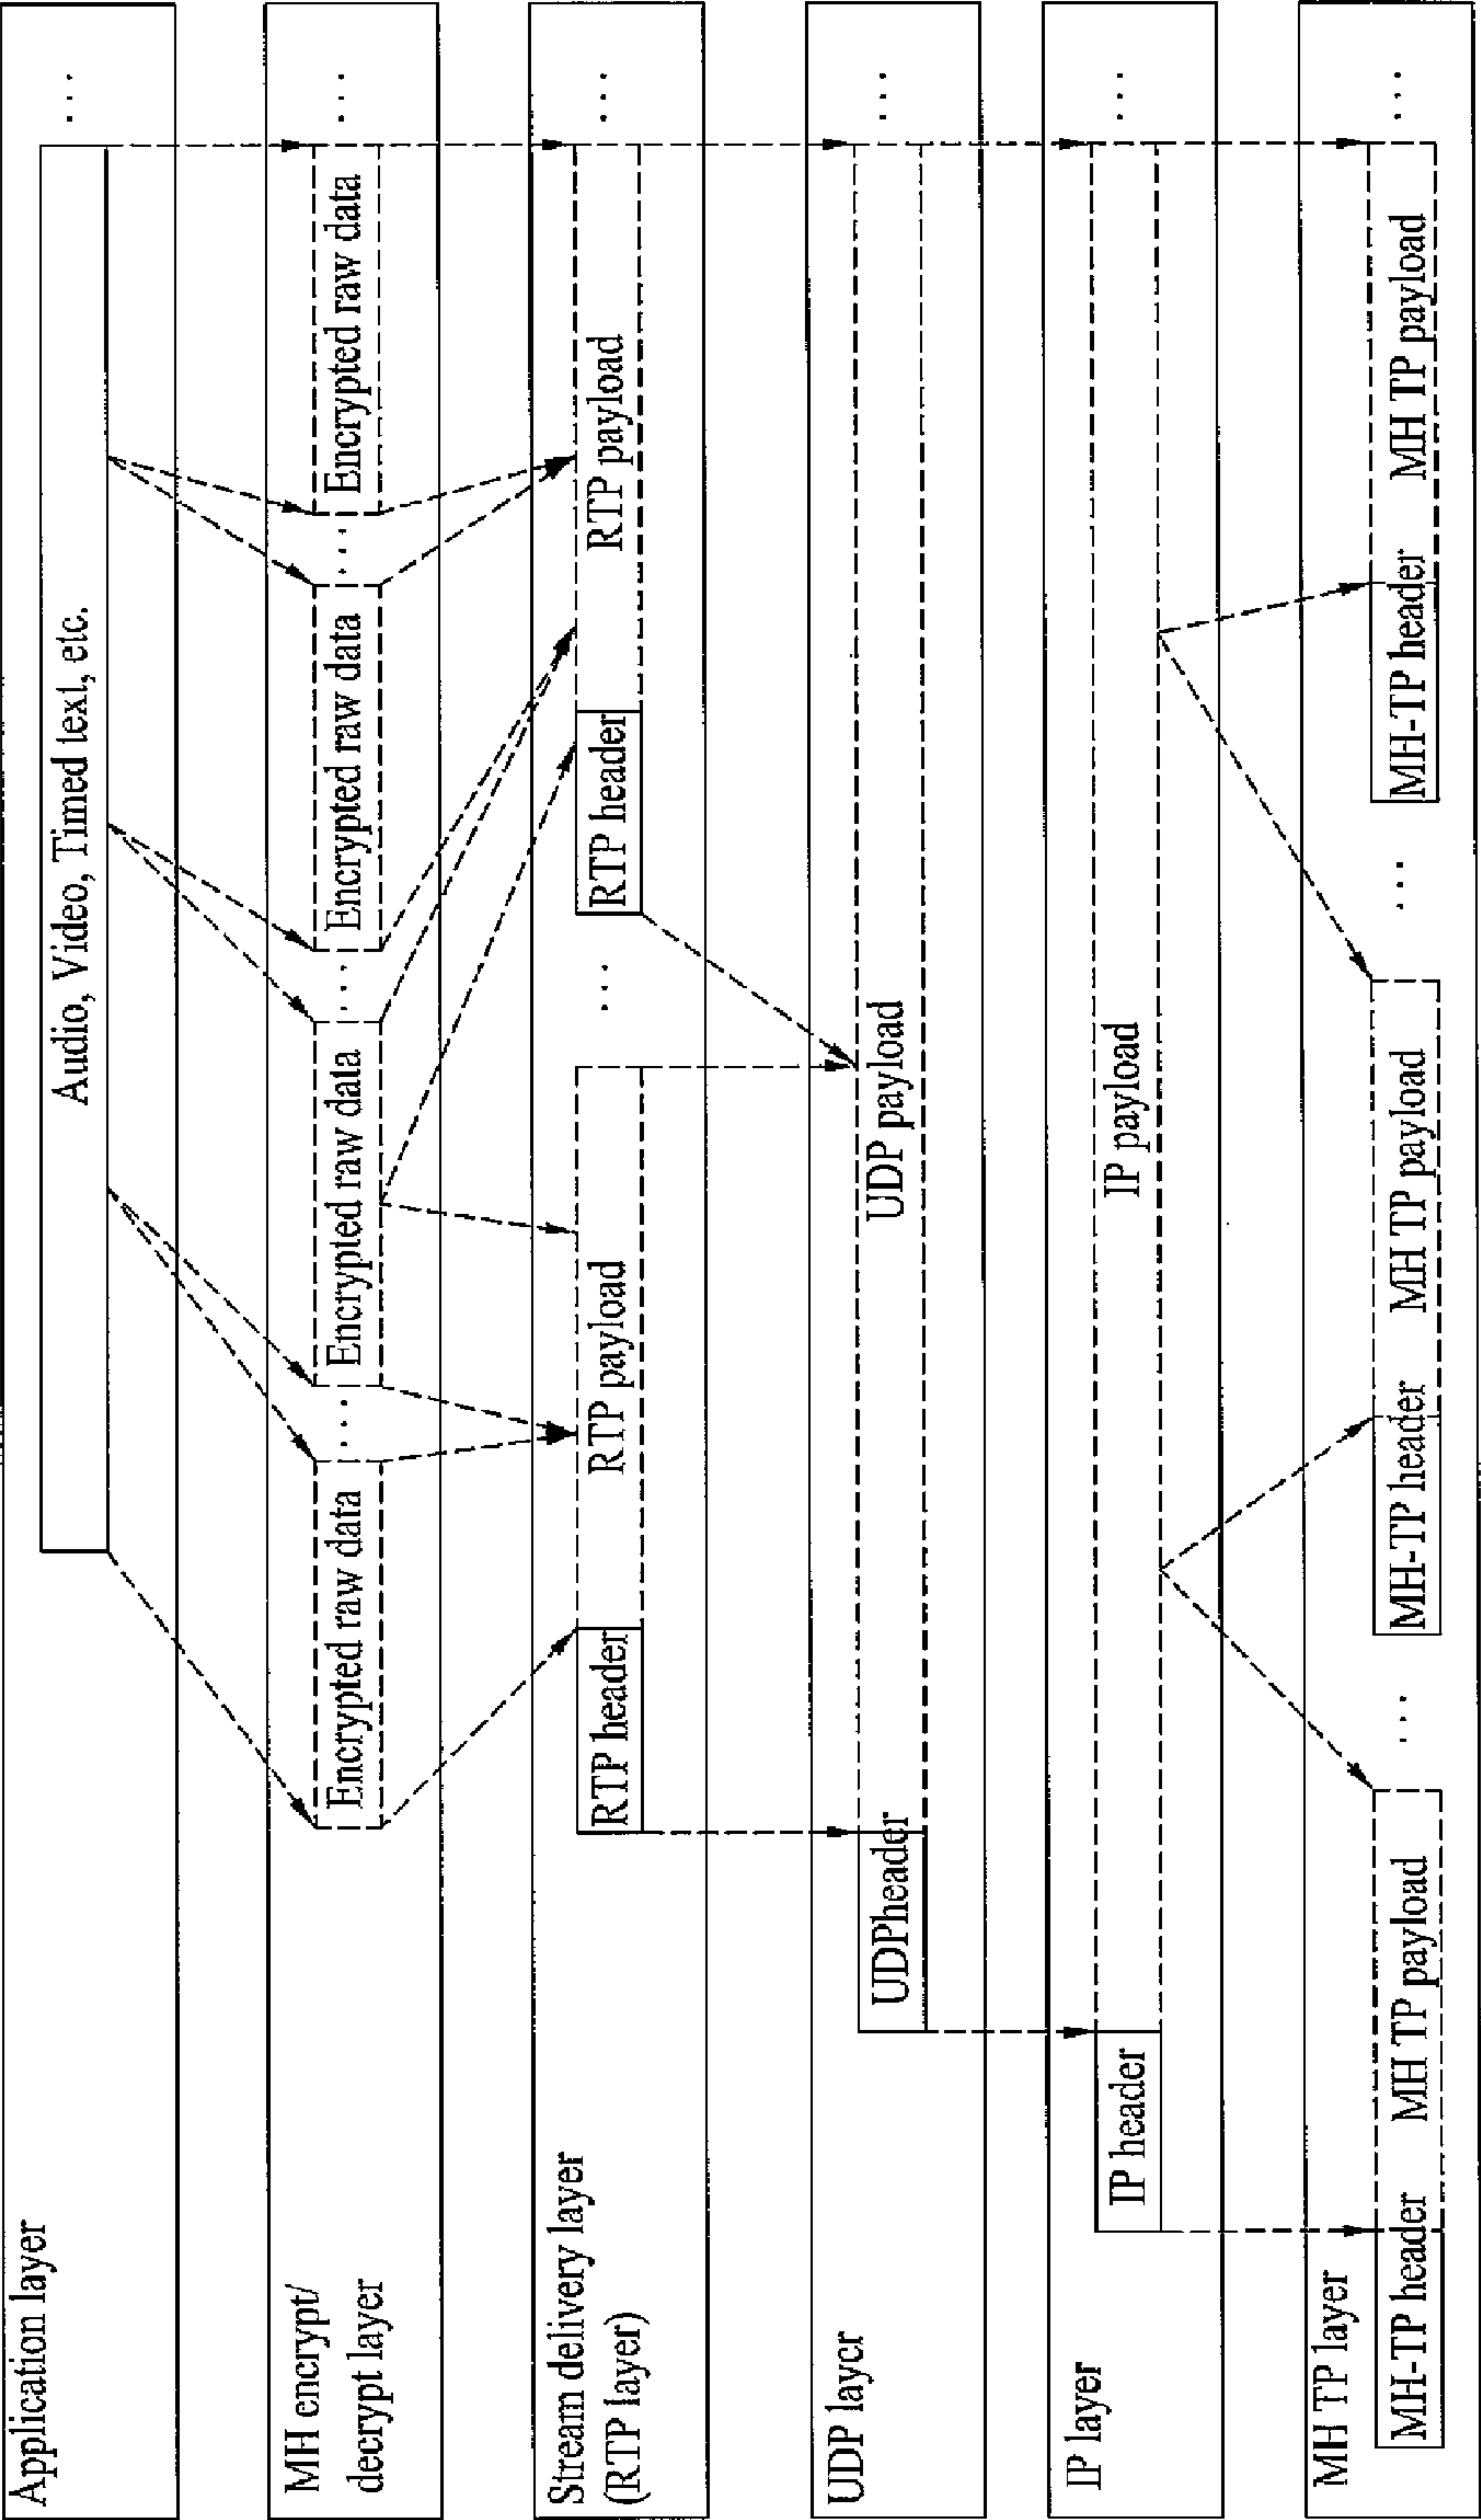 Application layer
Audio, Video, Timed text, etc.
...
MH encrypt/
decrypt layer
Encrypted raw data
...
Encrypted raw data
...
Encrypted raw data
...
Encrypted raw data
...
Stream delivery layer
(RTP layer)
RTP header
RTP payload
...
RTP header
RTP payload
...
UDP layer
UDPheader
UDP payload
...
IP layer
IP header
IP payload
...
MH TP layer
MH-TP header
MH TP payload
...
MH-TP header
MH TP payload
...
MH-TP header
MH TP payload
...